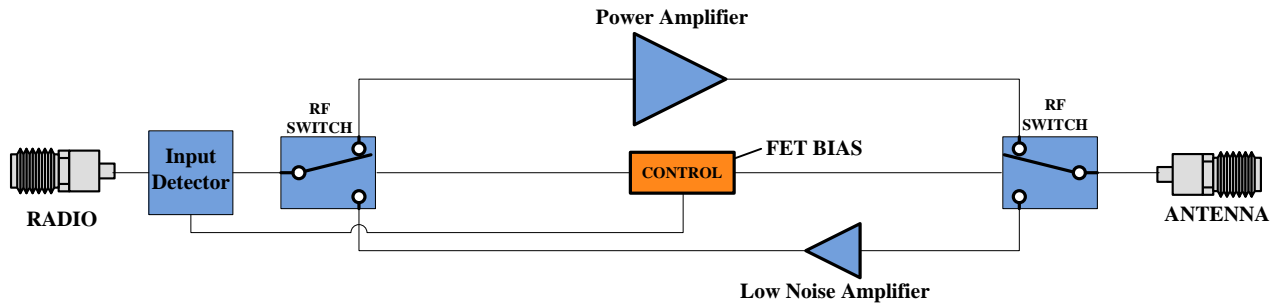 Power Amplifier
RF
SWITCH
RF
SWITCH
Input
Detector
FET BIAS
CONTROL
RADIO
ANTENNA
Low Noise Amplifier